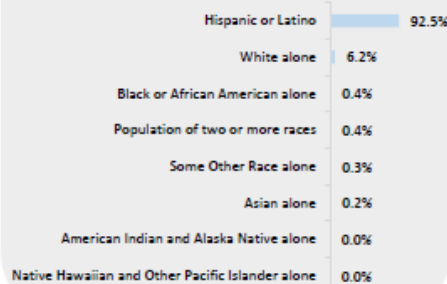 Hispanic or Latino 92.5%
White alone 6.2%
Black or African American alone 0.4%
Population of two or more races 0.4%
Some Other Race alone 0.3%
Asian alone 0.2%
American Indian and Alaska Native alone 0.0%
Native Hawaiian and Other Pacific Islander alone 0.0%